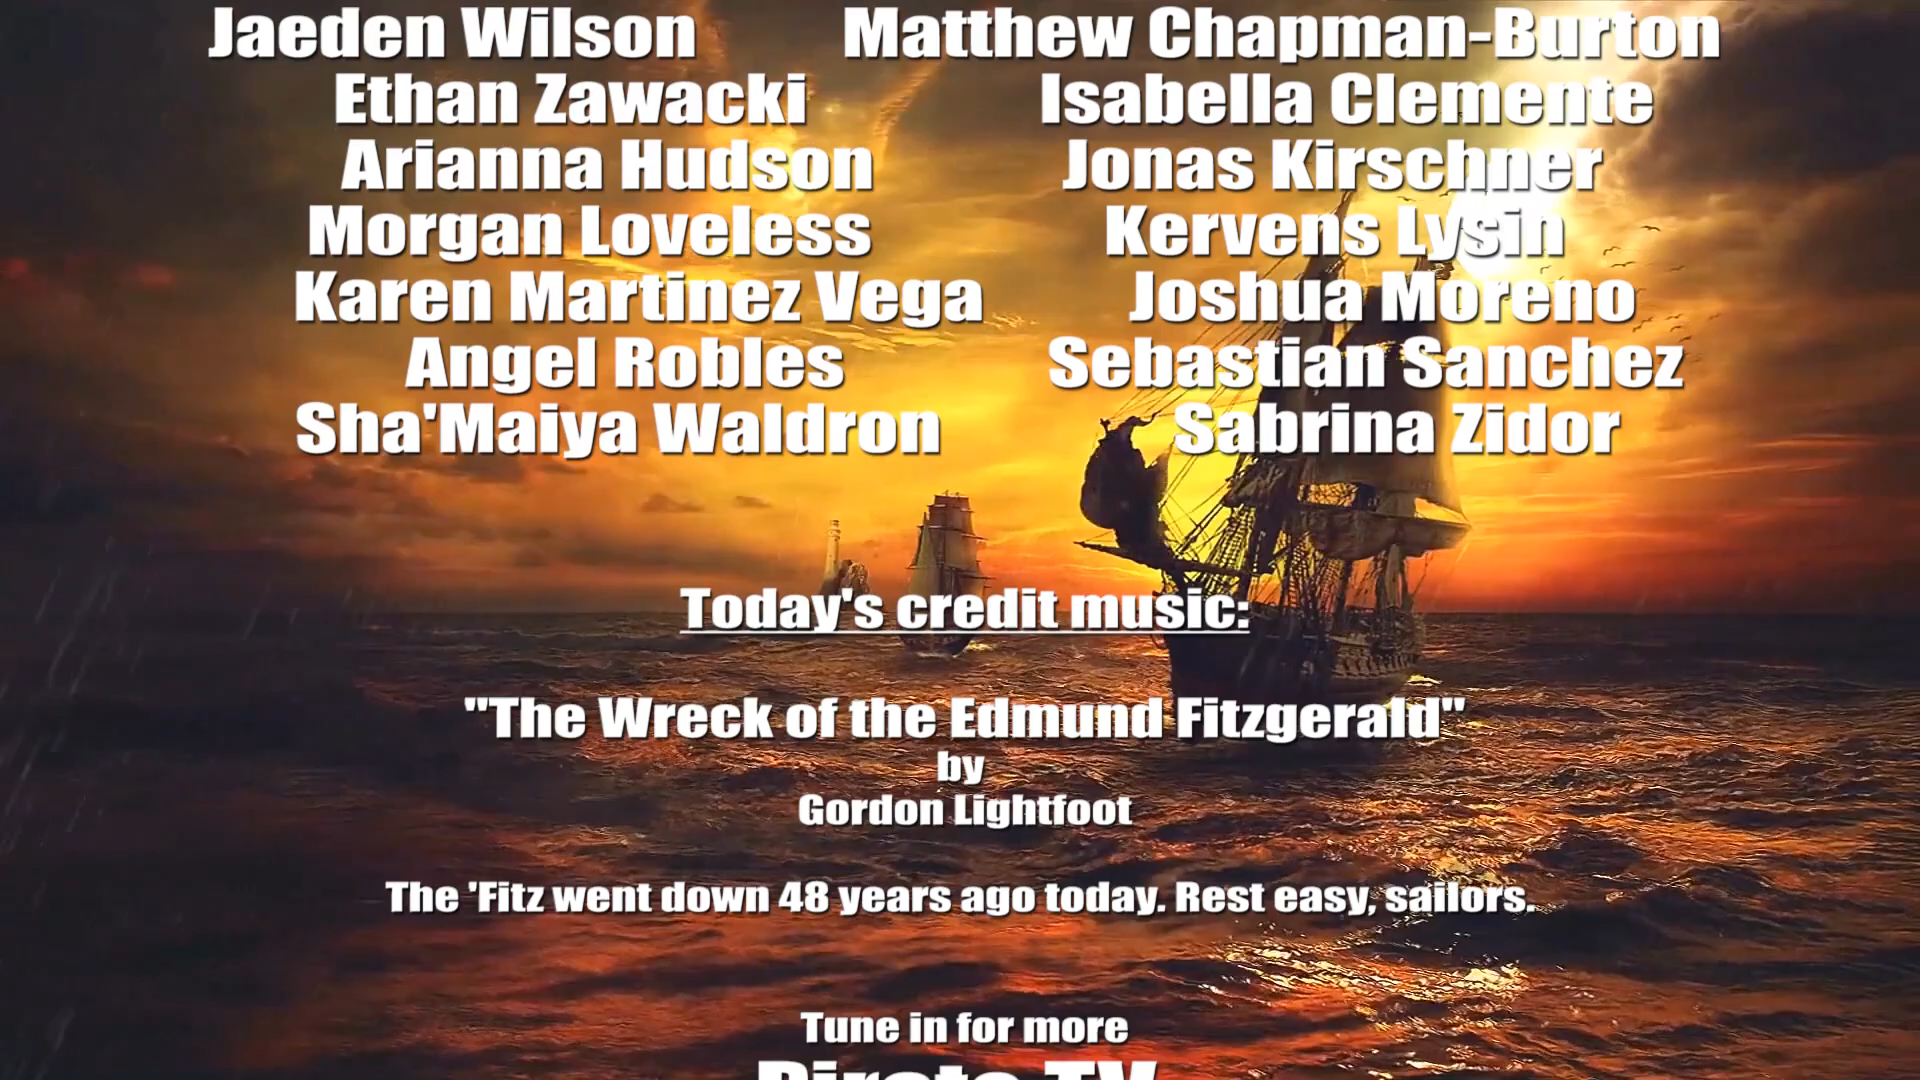 Jaeden Wilson Matthew Chapman-Burton
Ethan Zawacki Isabella Clemente
Arianna Hudson Jonas Kirschner
Morgan Loveless Kervens Lysin
Karen Martinez Vega Joshua Moreno
Angel Robles Sebastian Sanchez
Sha'Maiya Waldron Sabrina Zidor
Today's credit music:
"The Wreck of the Edmund Fitzgerald"
by
Gordon Lightfoot
The 'Fitz went down 48 years ago today. Rest easy, sailors.
Tune in for more
Pirate TV